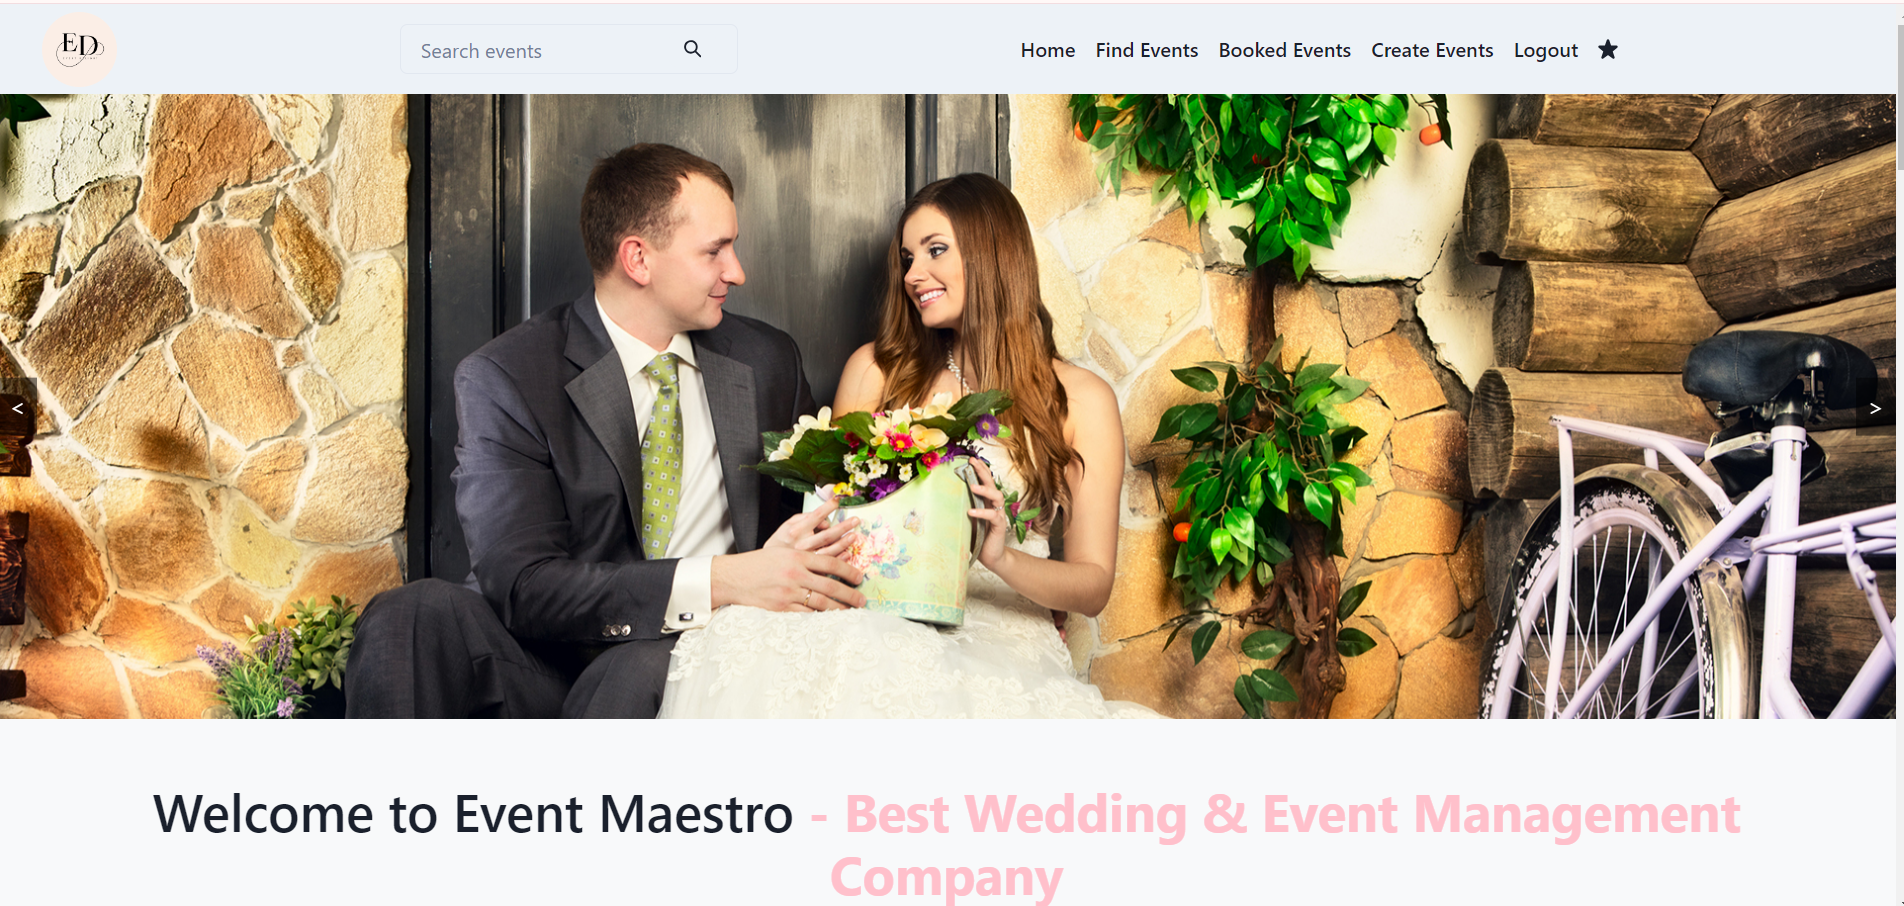 ED
Search events
Home Find Events Booked Events Create Events Logout
<
>
Welcome to Event Maestro - Best Wedding & Event Management
Company